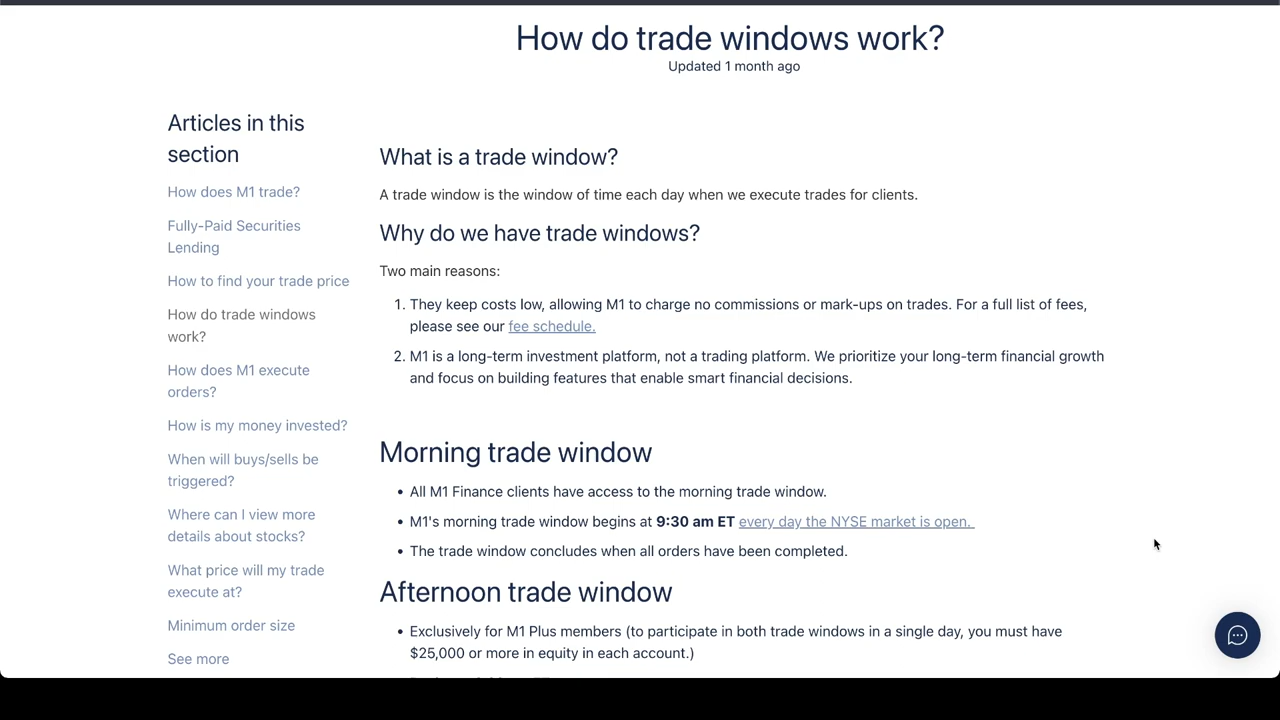 How do trade windows work?
Updated 1 month ago
Articles in this
section
How does M1 trade?
Fully-Paid Securities
Lending
How to find your trade price
How do trade windows
work?
How does M1 execute
orders?
How is my money invested?
When will buys/sells be
triggered?
Where can I view more
details about stocks?
What price will my trade
execute at?
Minimum order size
See more
What is a trade window?
A trade window is the window of time each day when we execute trades for clients.
Why do we have trade windows?
Two main reasons:
1. They keep costs low, allowing M1 to charge no commissions or mark-ups on trades. For a full list of fees,
please see our fee schedule.
2. M1 is a long-term investment platform, not a trading platform. We prioritize your long-term financial growth
and focus on building features that enable smart financial decisions.
Morning trade window
• All M1 Finance clients have access to the morning trade window.
• M1's morning trade window begins at 9:30 am ET every day the NYSE market is open.
• The trade window concludes when all orders have been completed.
Afternoon trade window
• Exclusively for M1 Plus members (to participate in both trade windows in a single day, you must have
$25,000 or more in equity in each account.)